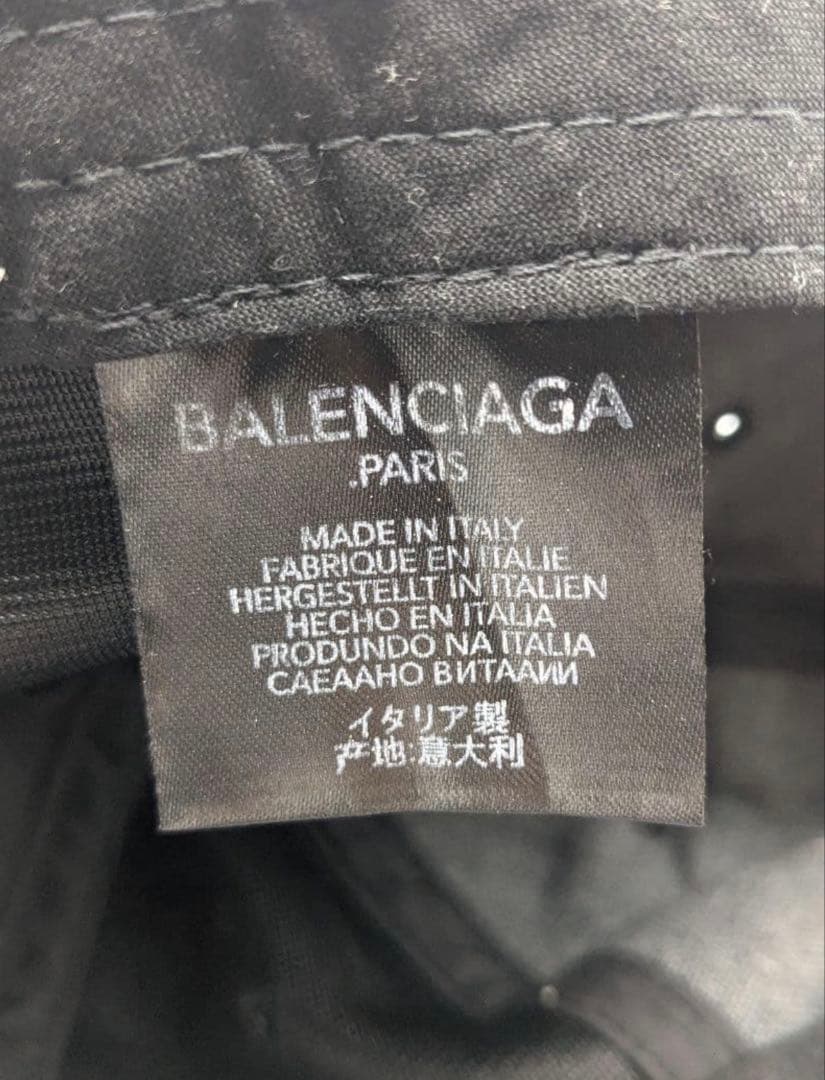 BALENCIAGA
.PARIS
MADE IN ITALY
FABRIQUE EN ITALIE
HERGESTELLT IN ITALIEN
HECHO EN ITALIA
PRODUNDO NA ITALIA
CAEAAHO ВИТААИИ
イタリア製
产地:意大利